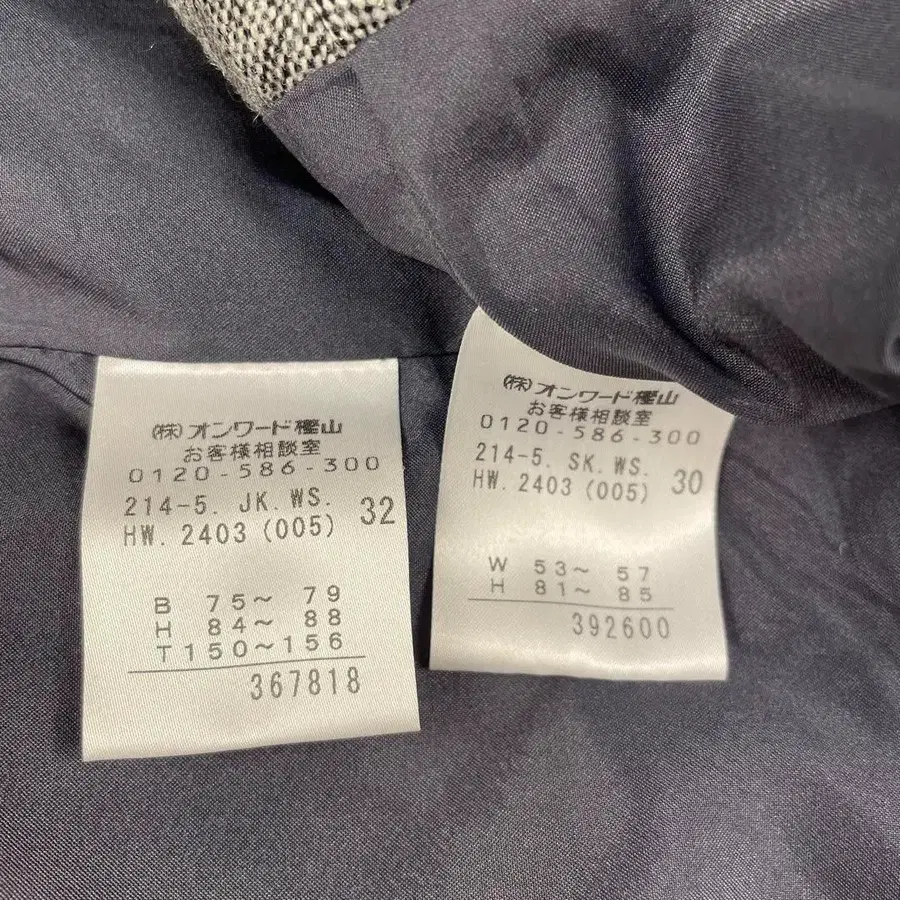 (株)オンワード樫山
お客様相談室
0120-586-300
214-5. JK. WS.
HW. 2403 (005) 32
B 75~ 79
H 84~ 88
T 150~156
367818
(株)オンワード樫山
お客様相談室
0120-586-300
214-5. SK. WS.
HW. 2403 (005) 30
W 53~ 57
H 81~ 85
392600